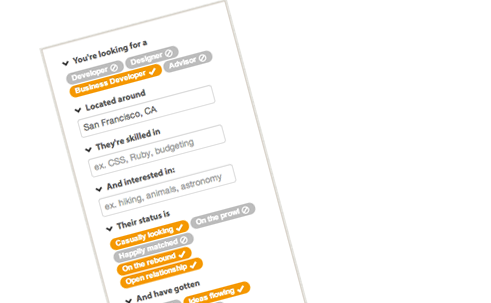 You're looking for a
Developer Designer
Business Developer Advisor
Located around
San Francisco, CA
They're skilled in
ex. CSS, Ruby, budgeting
And interested in:
ex. hiking, animals, astronomy
Their status is
Casually looking On the prowl
Happily matched
On the rebound
Open relationship
And have gotten
Ideas flowing